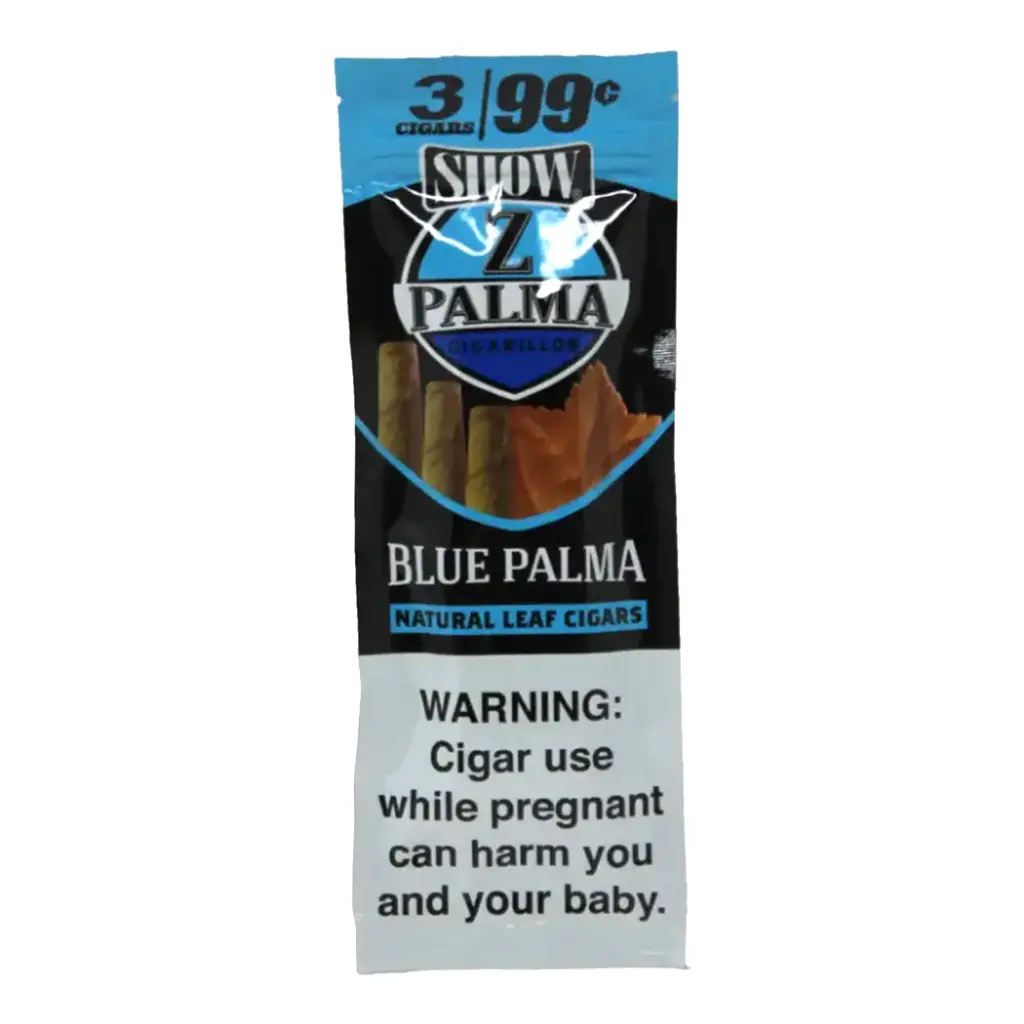 3 | 99¢
CIGARS
SHOW®
Z
PALMA
CIGARILLOS
BLUE PALMA
NATURAL LEAF CIGARS
WARNING:
Cigar use
while pregnant
can harm you
and your baby.